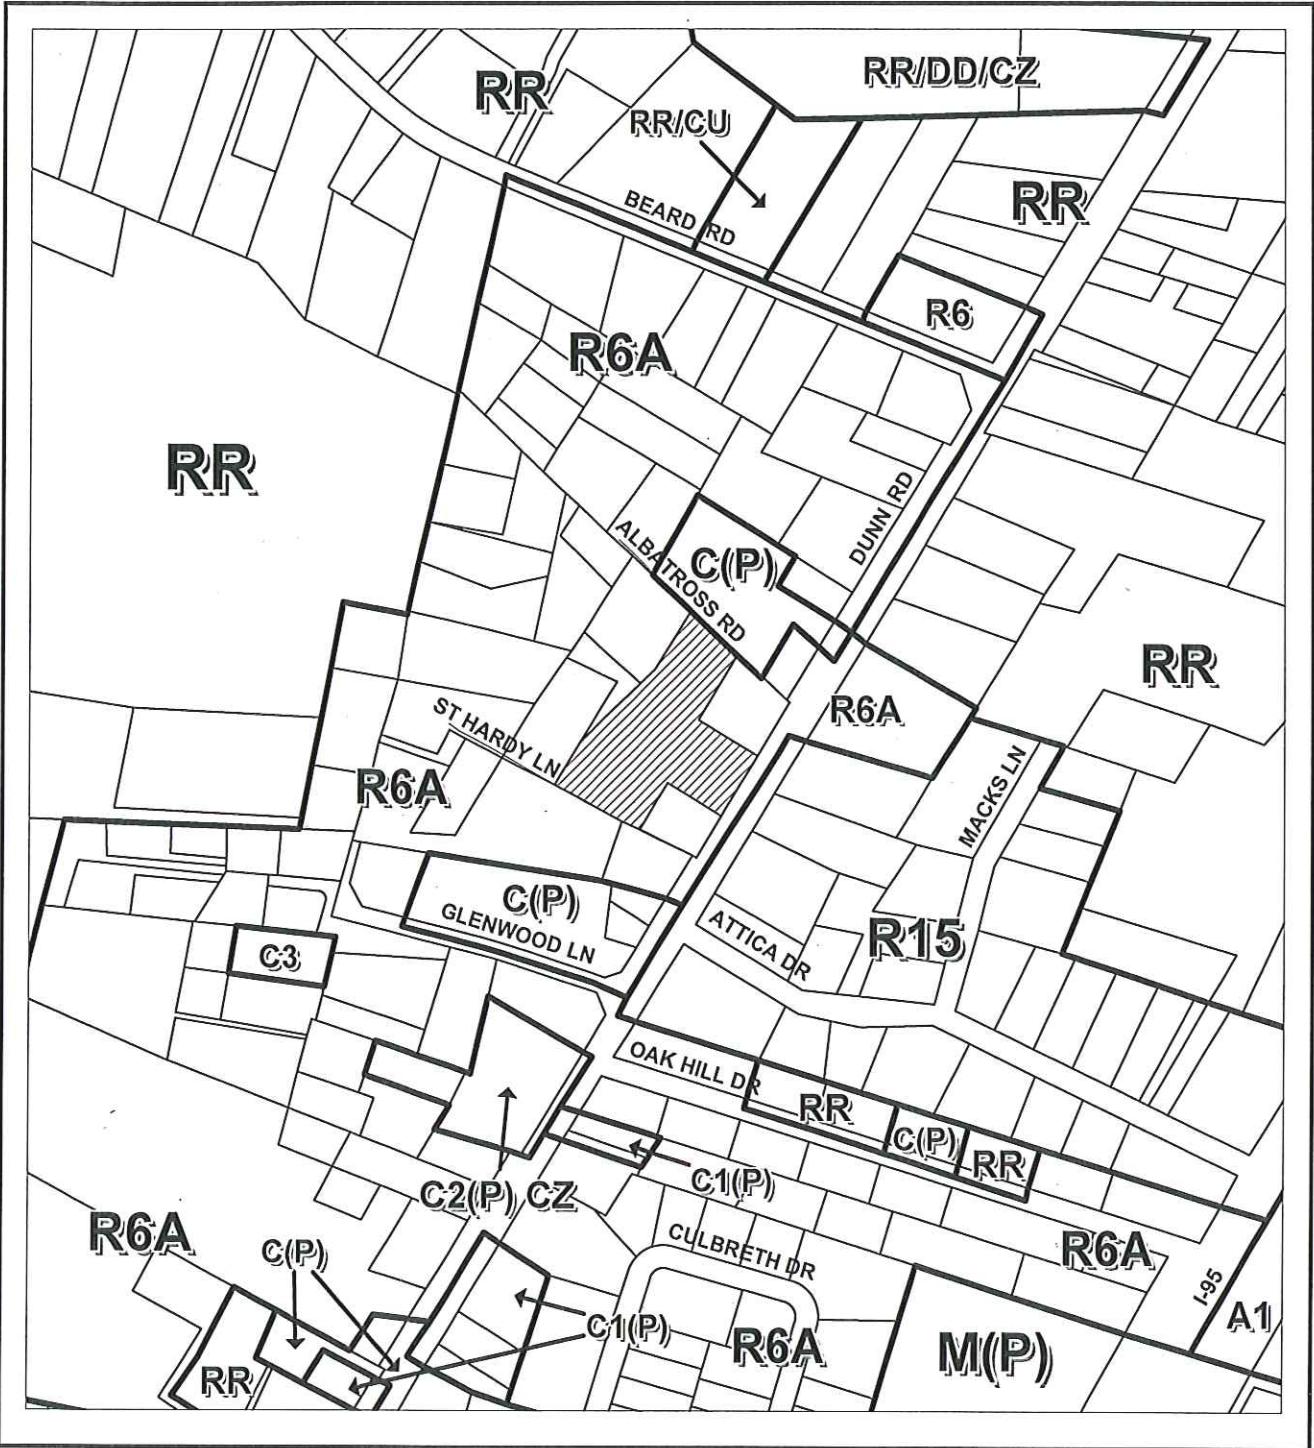 RR/DD/CZ
RR
RR/CU
RR
BEARD RD
R6
R6A
RR
DUNN RD
ALBATROSS RD
C(P)
RR
R6A
ST HARDY LN
MACKS LN
R6A
C(P)
GLENWOOD LN
ATTICA DR
R15
C3
OAK HILL DR
RR
C(P)
RR
C1(P)
C2(P) CZ
R6A
C(P)
CULBRETH DR
R6A
I-95
A1
C1(P)
R6A
M(P)
RR